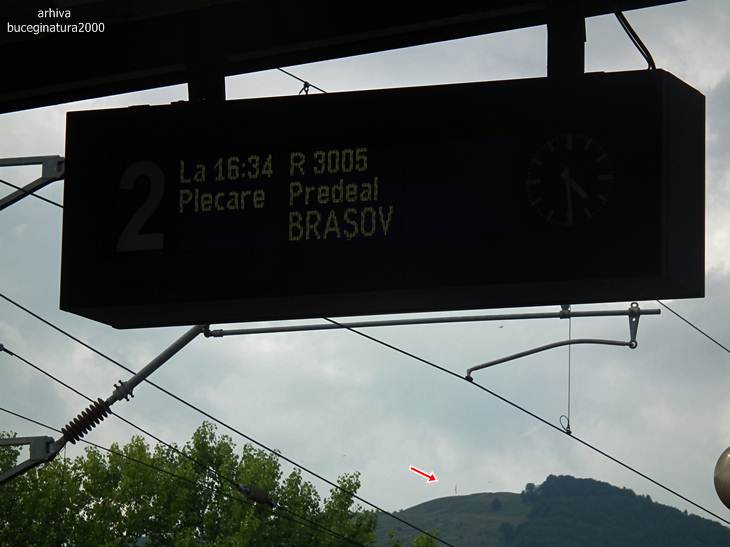 arhiva
buceginatura2000
2
La 16:34 R 3005
Plecare Predeal
BRAŞOV